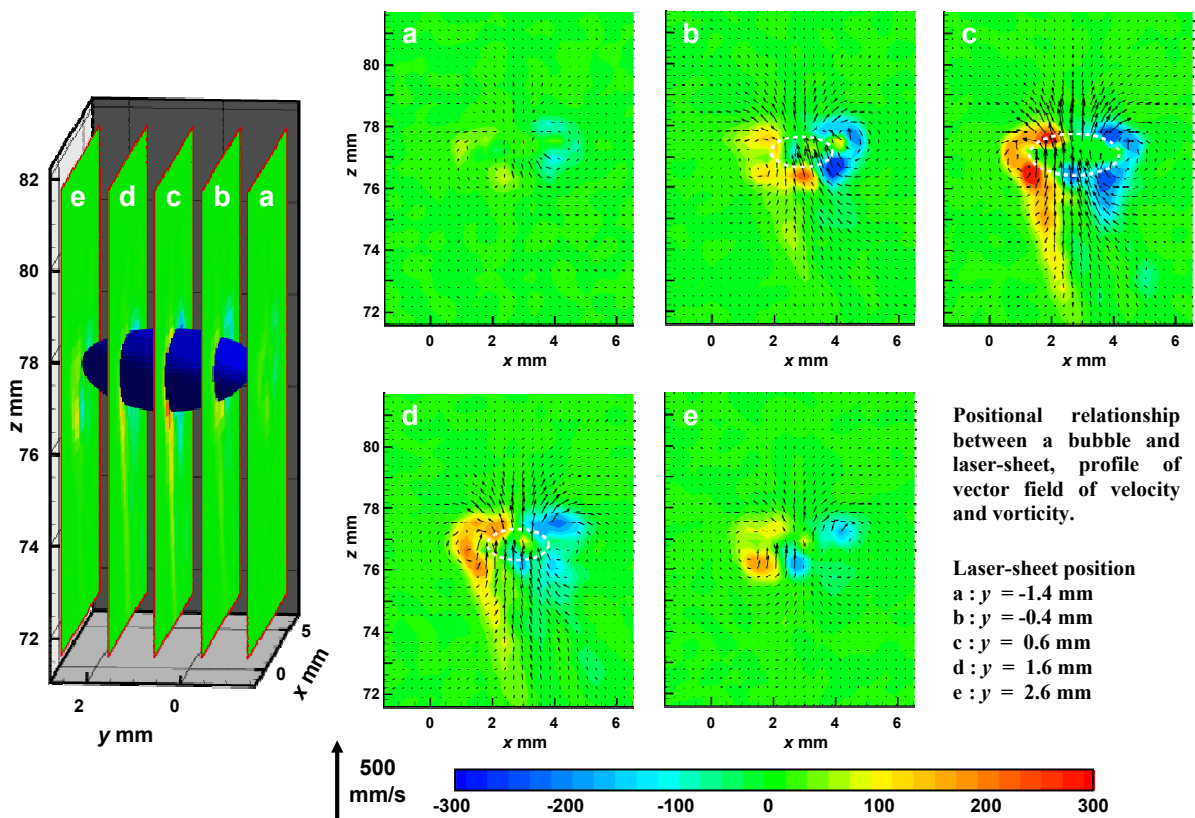 a
b
c
80
78
76
74
72
z mm
0 2 4 6
x mm
0 2 4 6
x mm
0 2 4 6
x mm
82
80
78
76
74
72
z mm
e d c b a
5
0
x mm
2 0
y mm
d
e
80
78
76
74
72
z mm
0 2 4 6
x mm
0 2 4 6
x mm
Positional relationship
between a bubble and
laser-sheet, profile of
vector field of velocity
and vorticity.
Laser-sheet position
a : y = -1.4 mm
b : y = -0.4 mm
c : y = 0.6 mm
d : y = 1.6 mm
e : y = 2.6 mm
500
mm/s
-300 -200 -100 0 100 200 300